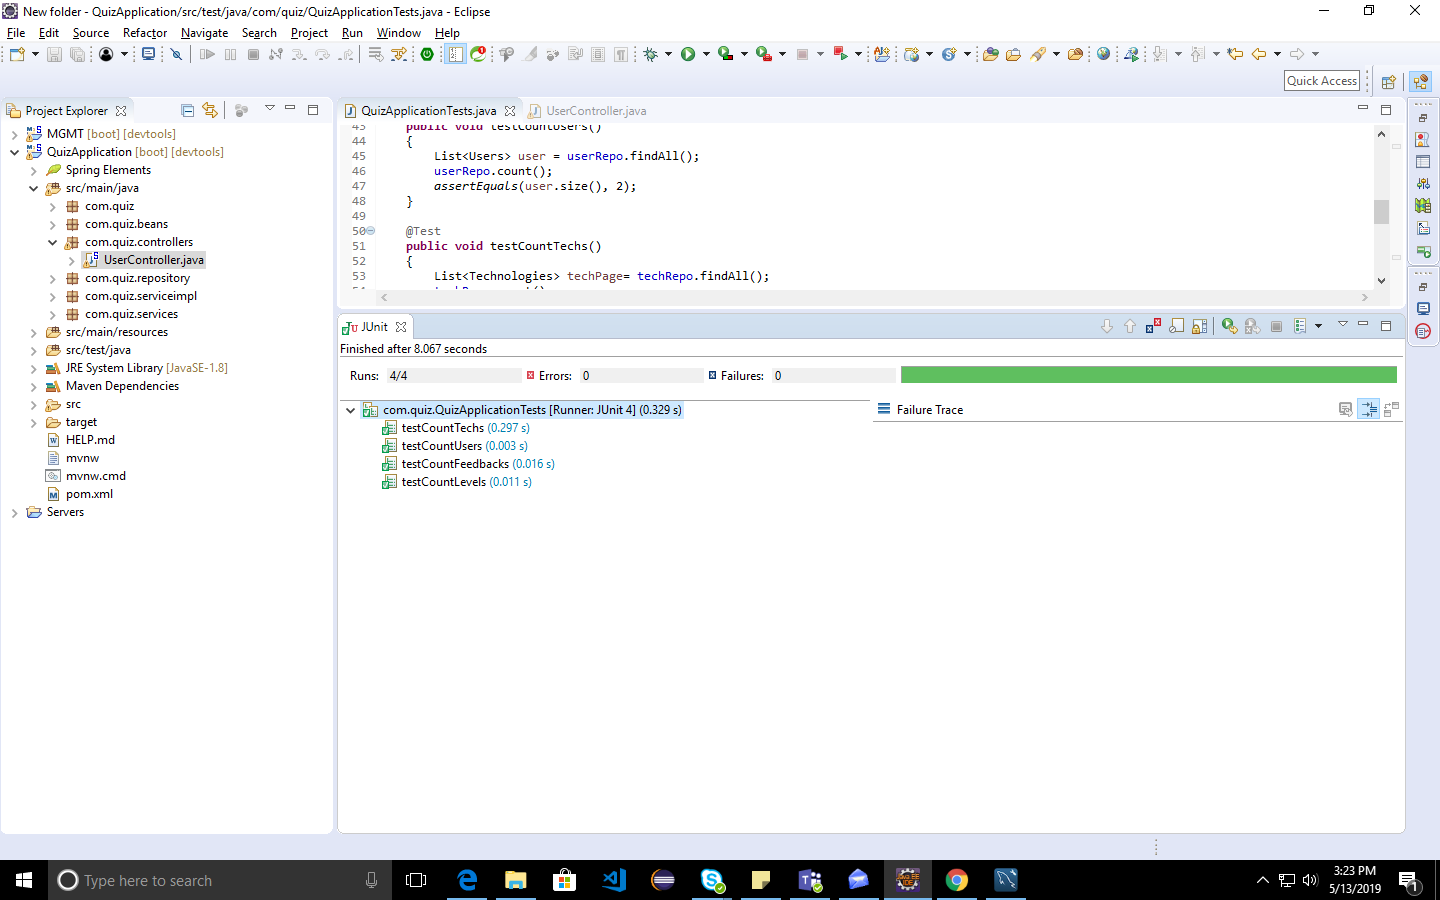 New folder - QuizApplication/src/test/java/com/quiz/QuizApplicationTests.java - Eclipse
File Edit Source Refactor Navigate Search Project Run Window Help
Quick Access
Project Explorer
MGMT [boot] [devtools]
QuizApplication [boot] [devtools]
Spring Elements
src/main/java
com.quiz
com.quiz.beans
com.quiz.controllers
UserController.java
com.quiz.repository
com.quiz.serviceimpl
com.quiz.services
src/main/resources
src/test/java
JRE System Library [JavaSE-1.8]
Maven Dependencies
src
target
HELP.md
mvnw
mvnw.cmd
pom.xml
Servers
QuizApplicationTests.java UserController.java
43 public void testCountUsers()
44 {
45 List<Users> user = userRepo.findAll();
46 userRepo.count();
47 assertEquals(user.size(), 2);
48 }
49
50 @Test
51 public void testCountTechs()
52 {
53 List<Technologies> techPage= techRepo.findAll();
JUnit
Finished after 8.067 seconds
Runs: 4/4 Errors: 0 Failures: 0
com.quiz.QuizApplicationTests [Runner: JUnit 4] (0.329 s)
testCountTechs (0.297 s)
testCountUsers (0.003 s)
testCountFeedbacks (0.016 s)
testCountLevels (0.011 s)
Failure Trace
Type here to search
3:23 PM
5/13/2019
1